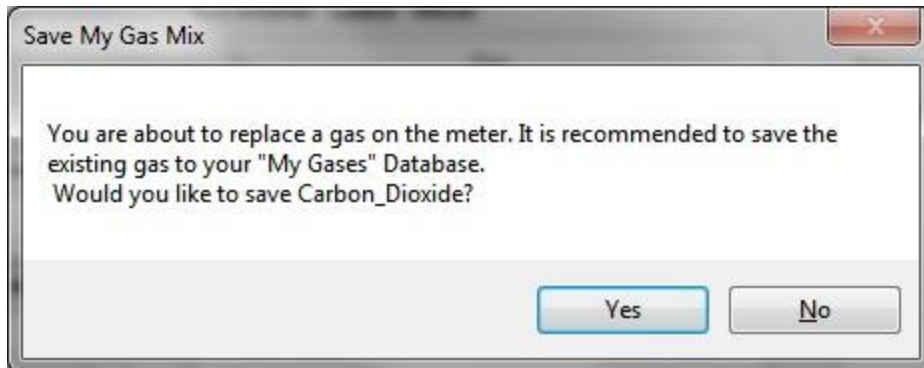 Save My Gas Mix
You are about to replace a gas on the meter. It is recommended to save the
existing gas to your "My Gases" Database.
Would you like to save Carbon_Dioxide?
Yes
No